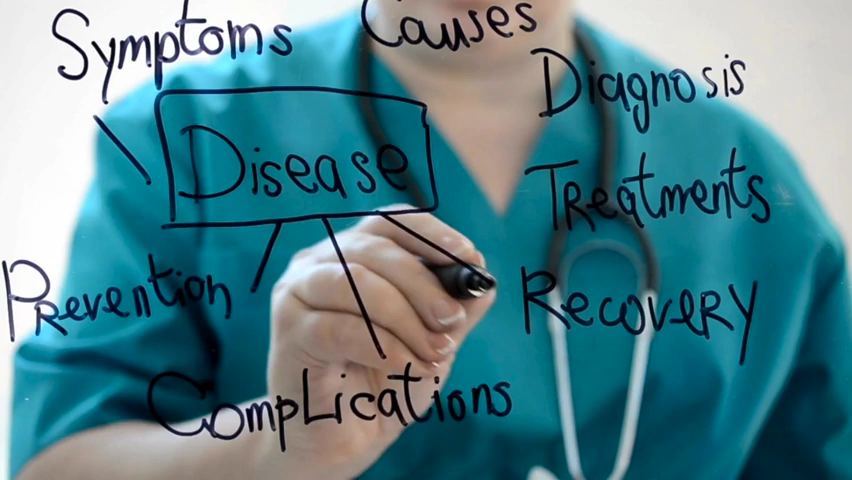 Symptoms
Causes
Diagnosis
Disease
Treatments
Prevention
Recovery
Complications